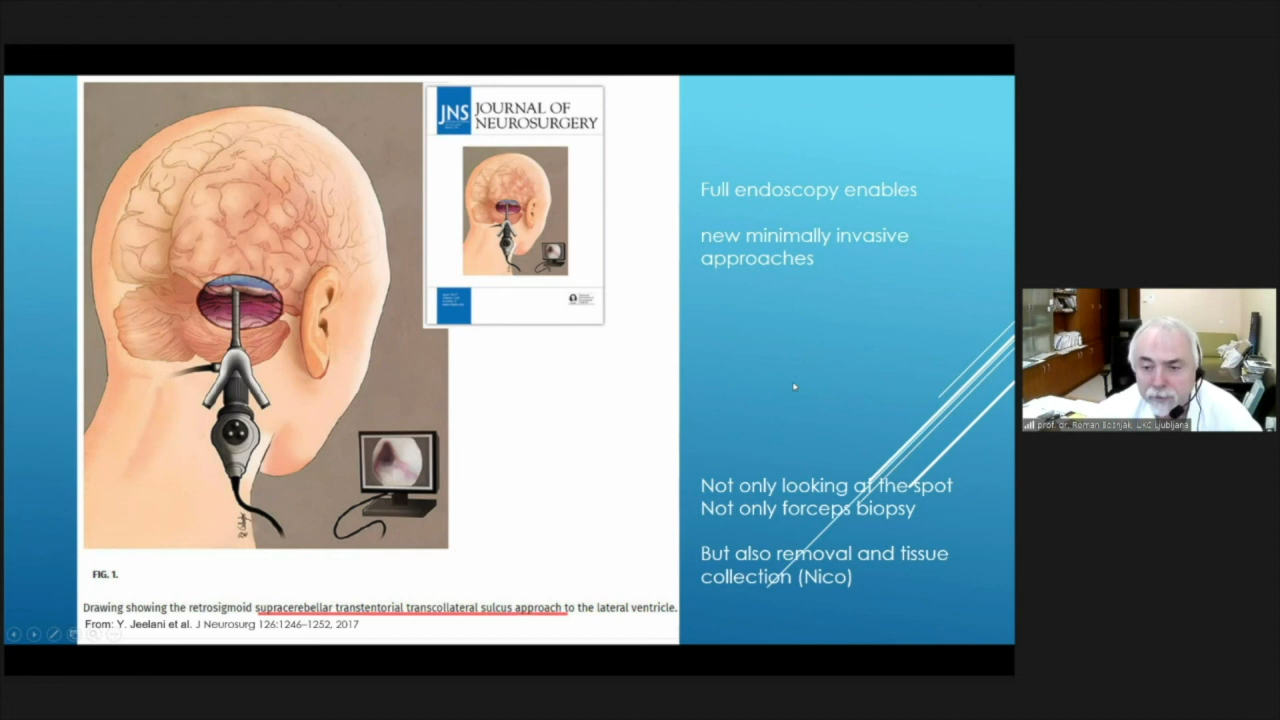 JNS JOURNAL OF
NEUROSURGERY
Full endoscopy enables
new minimally invasive
approaches
Not only looking at the spot
Not only forceps biopsy
But also removal and tissue
collection (Nico)
FIG. 1.
Drawing showing the retrosigmoid supracerebellar transtentorial transcollateral sulcus approach to the lateral ventricle.
From: Y. Jeelani et al. J Neurosurg 126:1246–1252, 2017
prof. dr. Roman Bošnjak, UKC Ljubljana